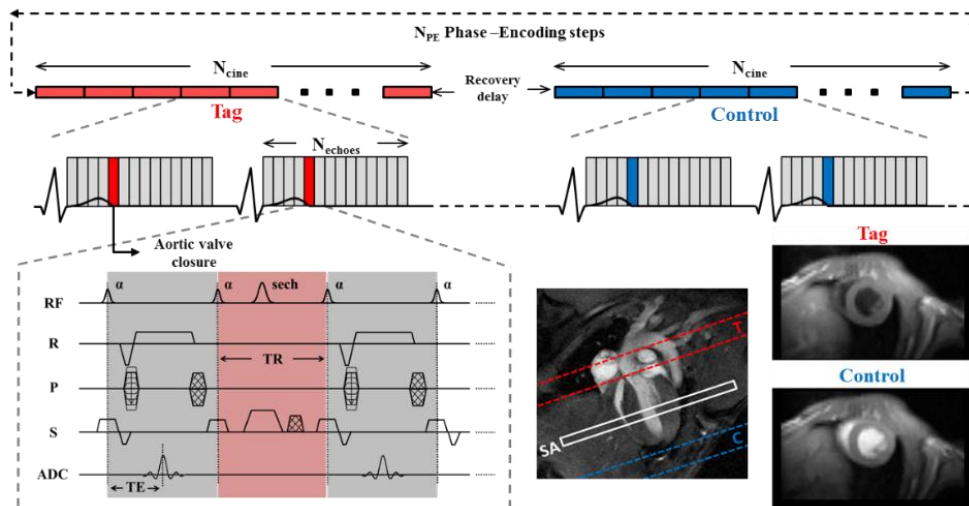 N_PE Phase –Encoding steps
N_cine
N_cine
Recovery
delay
Tag
Control
N_echoes
Aortic valve
closure
Tag
Control
RF
α
α
sech
α
α
R
TR
P
S
ADC
TE
T
SA
C